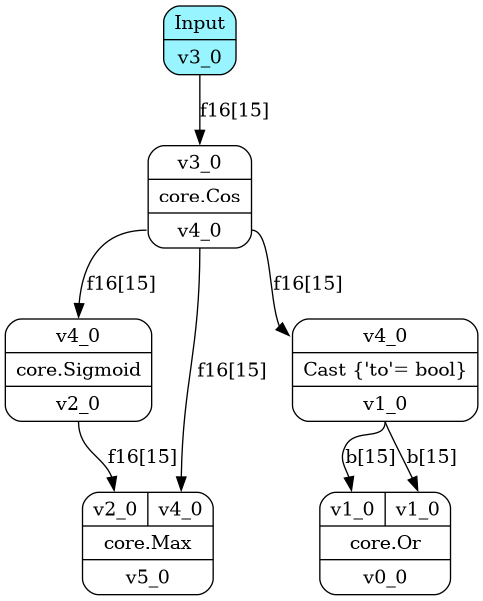 Input
v3_0
f16[15]
v3_0
core.Cos
v4_0
f16[15]
f16[15]
f16[15]
v4_0
core.Sigmoid
v2_0
v4_0
Cast {'to'= bool}
v1_0
f16[15]
b[15]
b[15]
v2_0 v4_0
core.Max
v5_0
v1_0 v1_0
core.Or
v0_0